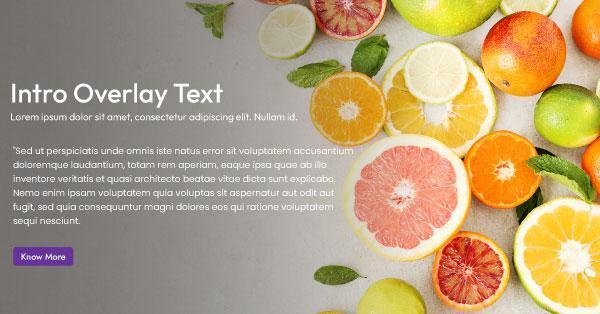 Intro Overlay Text
Lorem ipsum dolor sit amet, consectetur adipiscing elit. Nullam id.
"Sed ut perspiciatis unde omnis iste natus error sit voluptatem accusantium
doloremque laudantium, totam rem aperiam, eaque ipsa quae ab illo
inventore veritatis et quasi architecto beatae vitae dicta sunt explicabo.
Nemo enim ipsam voluptatem quia voluptas sit aspernatur aut odit aut
fugit, sed quia consequuntur magni dolores eos qui ratione voluptatem
sequi nesciunt.
Know More